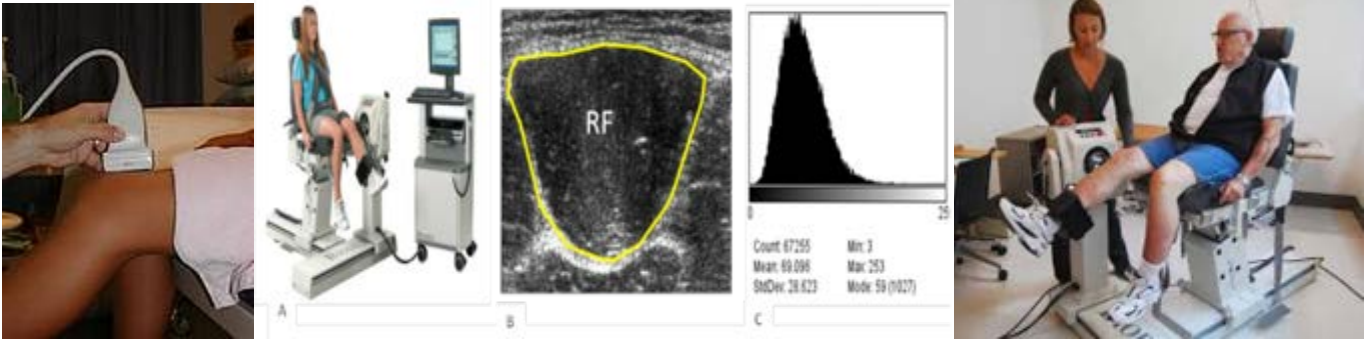 RF
0
25
Count: 67255
Min: 3
Mean: 69.096
Max: 253
StdDev: 28.623
Mode: 59 (1027)
A
B
C